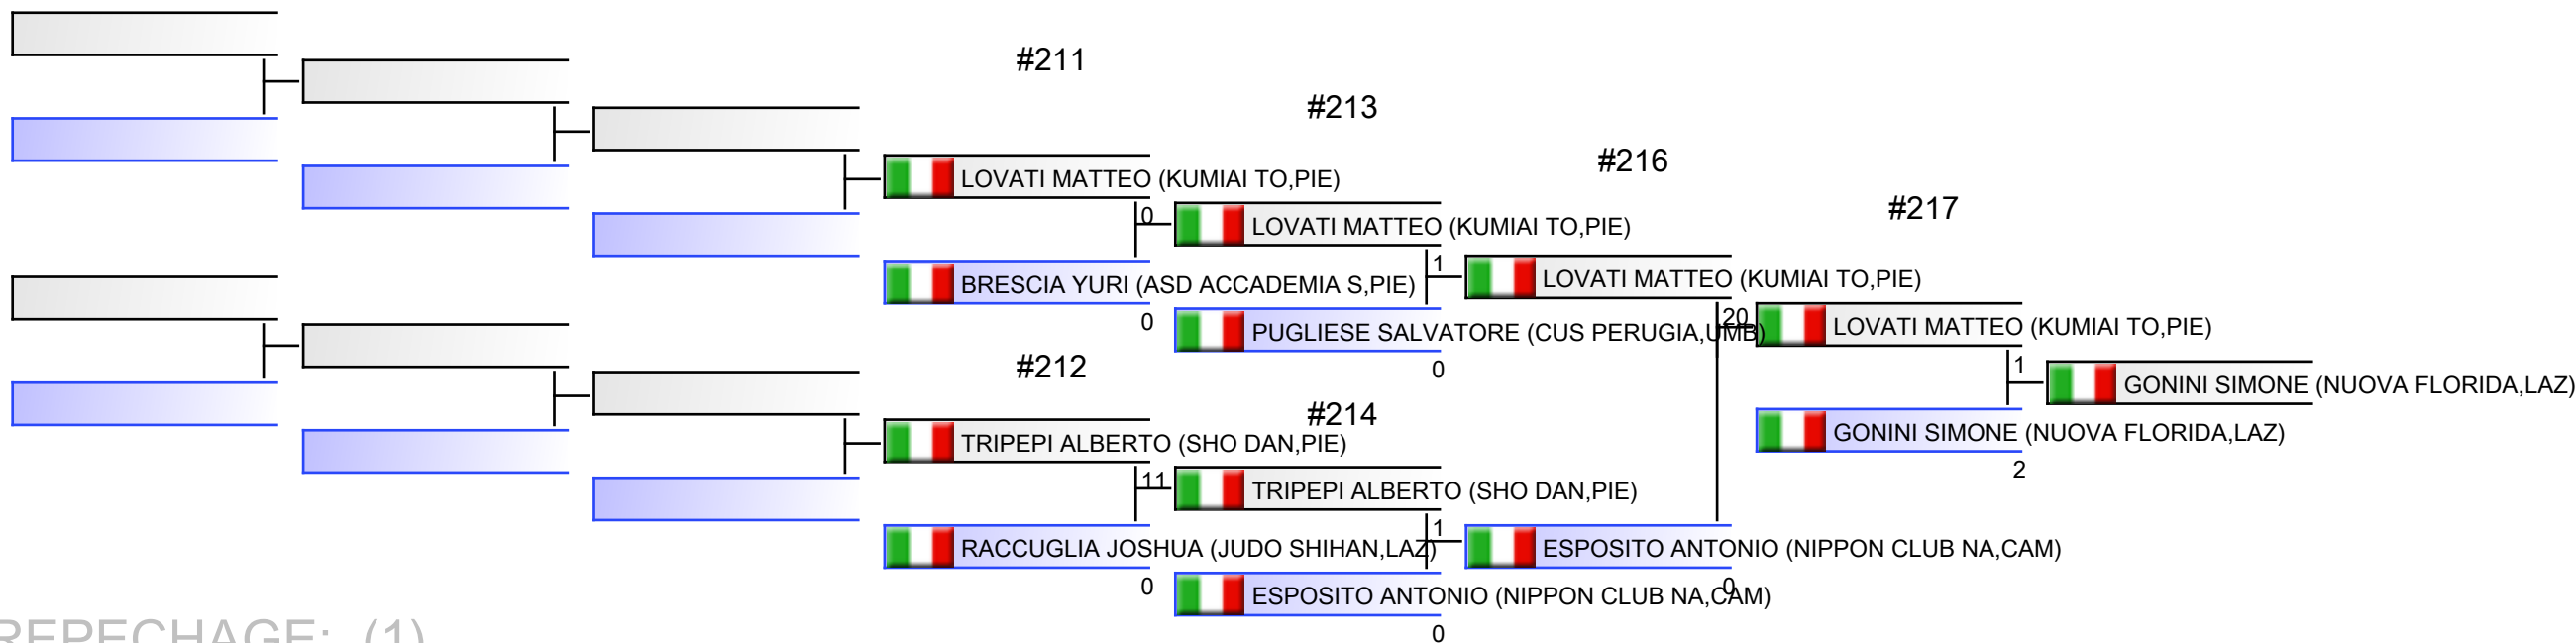 #211
#213
#216
#217
LOVATI MATTEO (KUMIAI TO,PIE)
0
LOVATI MATTEO (KUMIAI TO,PIE)
BRESCIA YURI (ASD ACCADEMIA S,PIE)
0
1
LOVATI MATTEO (KUMIAI TO,PIE)
PUGLIESE SALVATORE (CUS PERUGIA,UMB)
0
20
LOVATI MATTEO (KUMIAI TO,PIE)
1
GONINI SIMONE (NUOVA FLORIDA,LAZ)
GONINI SIMONE (NUOVA FLORIDA,LAZ)
2
#212
#214
TRIPEPI ALBERTO (SHO DAN,PIE)
11
TRIPEPI ALBERTO (SHO DAN,PIE)
RACCUGLIA JOSHUA (JUDO SHIHAN,LAZ)
0
1
ESPOSITO ANTONIO (NIPPON CLUB NA,CAM)
0
ESPOSITO ANTONIO (NIPPON CLUB NA,CAM)
0
REPECHAGE: (1)